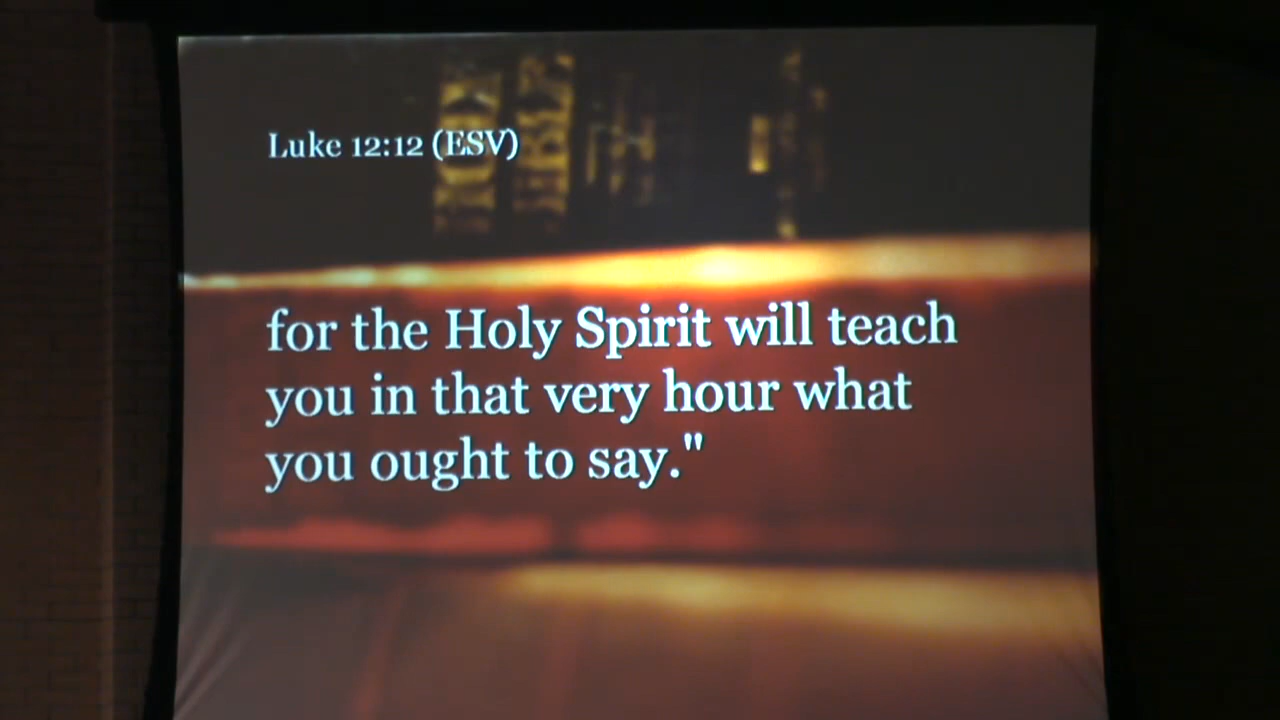 Luke 12:12 (ESV)
for the Holy Spirit will teach
you in that very hour what
you ought to say."